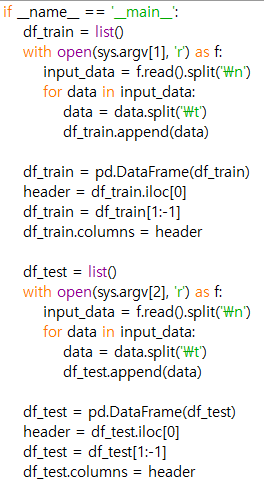 if __name__ == '__main__':
    df_train = list()
    with open(sys.argv[1], 'r') as f:
        input_data = f.read().split('₩n')
        for data in input_data:
            data = data.split('₩t')
            df_train.append(data)

    df_train = pd.DataFrame(df_train)
    header = df_train.iloc[0]
    df_train = df_train[1:-1]
    df_train.columns = header

    df_test = list()
    with open(sys.argv[2], 'r') as f:
        input_data = f.read().split('₩n')
        for data in input_data:
            data = data.split('₩t')
            df_test.append(data)

    df_test = pd.DataFrame(df_test)
    header = df_test.iloc[0]
    df_test = df_test[1:-1]
    df_test.columns = header